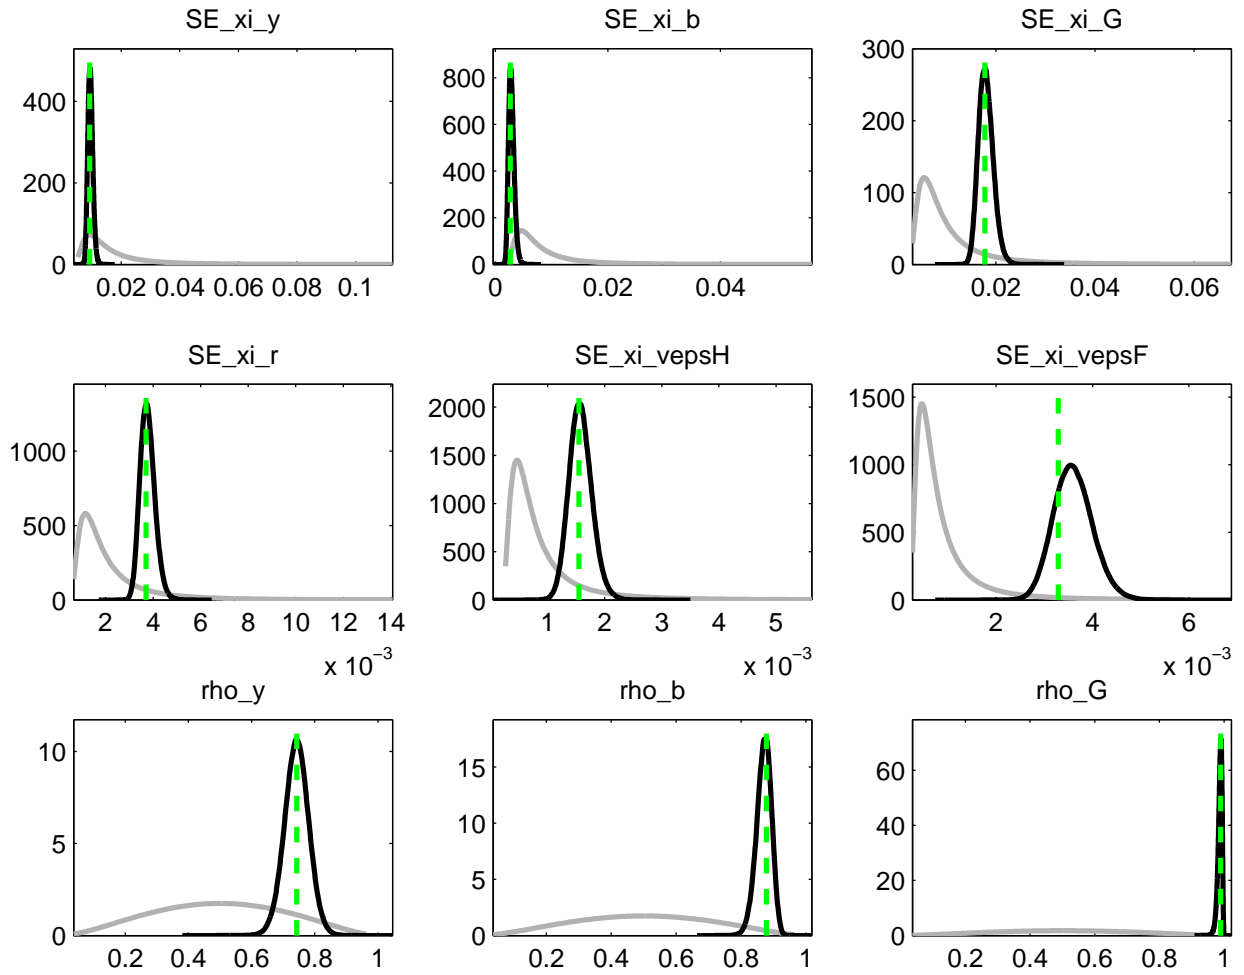 SE_xi_y
SE_xi_b
SE_xi_G
400
200
0
0.02 0.04 0.06 0.08 0.1
800
600
400
200
0
0 0.02 0.04
300
200
100
0
0.02 0.04 0.06
SE_xi_r
SE_xi_vepsH
SE_xi_vepsF
1000
500
0
2 4 6 8 10 12 14
x 10⁻³
2000
1500
1000
500
0
1 2 3 4 5
x 10⁻³
1500
1000
500
0
2 4 6
x 10⁻³
rho_y
rho_b
rho_G
10
5
0
0.2 0.4 0.6 0.8 1
15
10
5
0
0.2 0.4 0.6 0.8 1
60
40
20
0
0.2 0.4 0.6 0.8 1